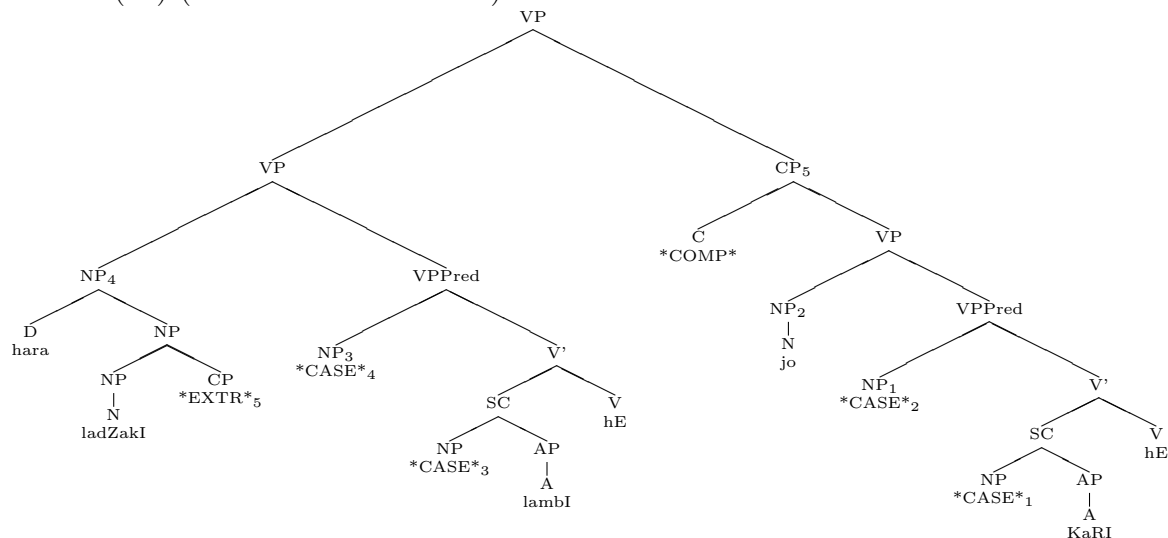 VP
VP CP₅
C VP
*COMP*
NP₄ VPPred
NP₂ VPPred
D NP
hara
N
NP₃ V'
jo
*CASE*₄
NP CP NP₁ V'
*EXTR*₅
SC V *CASE*₂
N
hE
ladZakI
SC V
NP AP
hE
*CASE*₃
A NP AP
lambI *CASE*₁
A
KaRI